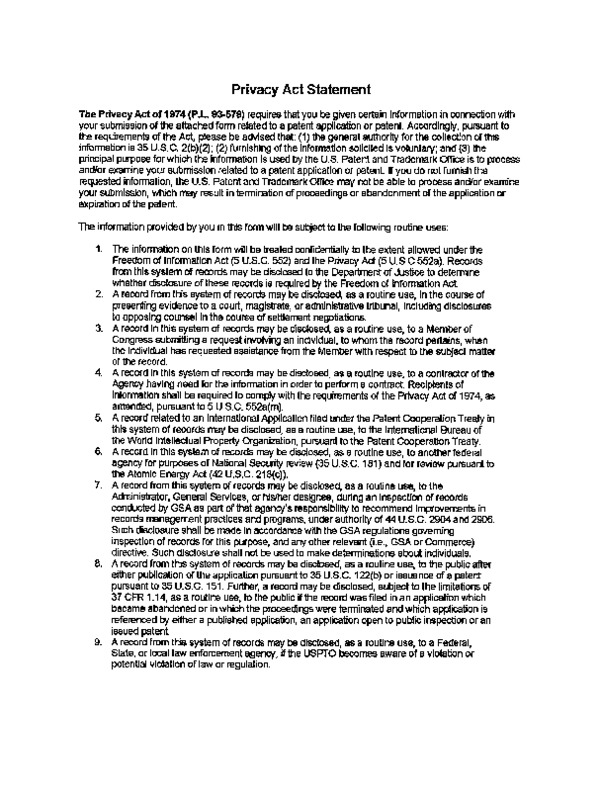 Privacy Act Statement
The Privacy Act of 1974 (P.L. 93-579) requires that you be given certain information in connection with
your submission of the attached form related to a patent application or patent. Accordingly, pursuant to
the requirements of the Act, please be advised that: (1) the general authority for the collection of this
information is 35 U.S.C. 2(b)(2); (2) furnishing of the information solicited is voluntary; and (3) the
principal purpose for which the information is used by the U.S. Patent and Trademark Office is to process
and/or examine your submission related to a patent application or patent. If you do not furnish the
requested information, the U.S. Patent and Trademark Office may not be able to process and/or examine
your submission, which may result in termination of proceedings or abandonment of the application or
expiration of the patent.
The information provided by you in this form will be subject to the following routine uses:
1. The information on this form will be treated confidentially to the extent allowed under the
Freedom of Information Act (5 U.S.C. 552) and the Privacy Act (5 U.S.C 552a). Records
from this system of records may be disclosed to the Department of Justice to determine
whether disclosure of these records is required by the Freedom of Information Act.
2. A record from this system of records may be disclosed, as a routine use, in the course of
presenting evidence to a court, magistrate, or administrative tribunal, including disclosures
to opposing counsel in the course of settlement negotiations.
3. A record in this system of records may be disclosed, as a routine use, to a Member of
Congress submitting a request involving an individual, to whom the record pertains, when
the individual has requested assistance from the Member with respect to the subject matter
of the record.
4. A record in this system of records may be disclosed, as a routine use, to a contractor of the
Agency having need for the information in order to perform a contract. Recipients of
information shall be required to comply with the requirements of the Privacy Act of 1974, as
amended, pursuant to 5 U.S.C. 552a(m).
5. A record related to an International Application filed under the Patent Cooperation Treaty in
this system of records may be disclosed, as a routine use, to the International Bureau of
the World Intellectual Property Organization, pursuant to the Patent Cooperation Treaty.
6. A record in this system of records may be disclosed, as a routine use, to another federal
agency for purposes of National Security review (35 U.S.C. 181) and for review pursuant to
the Atomic Energy Act (42 U.S.C. 218(c)).
7. A record from this system of records may be disclosed, as a routine use, to the
Administrator, General Services, or his/her designee, during an inspection of records
conducted by GSA as part of that agency's responsibility to recommend improvements in
records management practices and programs, under authority of 44 U.S.C. 2904 and 2906.
Such disclosure shall be made in accordance with the GSA regulations governing
inspection of records for this purpose, and any other relevant (i.e., GSA or Commerce)
directive. Such disclosure shall not be used to make determinations about individuals.
8. A record from this system of records may be disclosed, as a routine use, to the public after
either publication of the application pursuant to 35 U.S.C. 122(b) or issuance of a patent
pursuant to 35 U.S.C. 151. Further, a record may be disclosed, subject to the limitations of
37 CFR 1.14, as a routine use, to the public if the record was filed in an application which
became abandoned or in which the proceedings were terminated and which application is
referenced by either a published application, an application open to public inspection or an
issued patent.
9. A record from this system of records may be disclosed, as a routine use, to a Federal,
State, or local law enforcement agency, if the USPTO becomes aware of a violation or
potential violation of law or regulation.